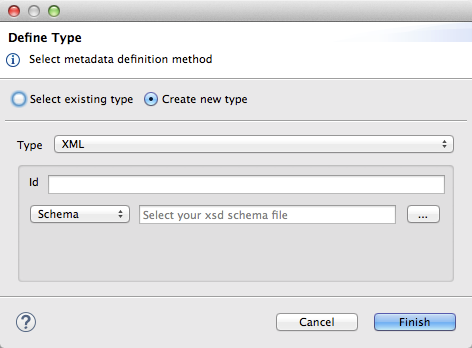 Define Type
Select metadata definition method
Select existing type Create new type
Type XML
Id
Schema Select your xsd schema file ...
? Cancel Finish